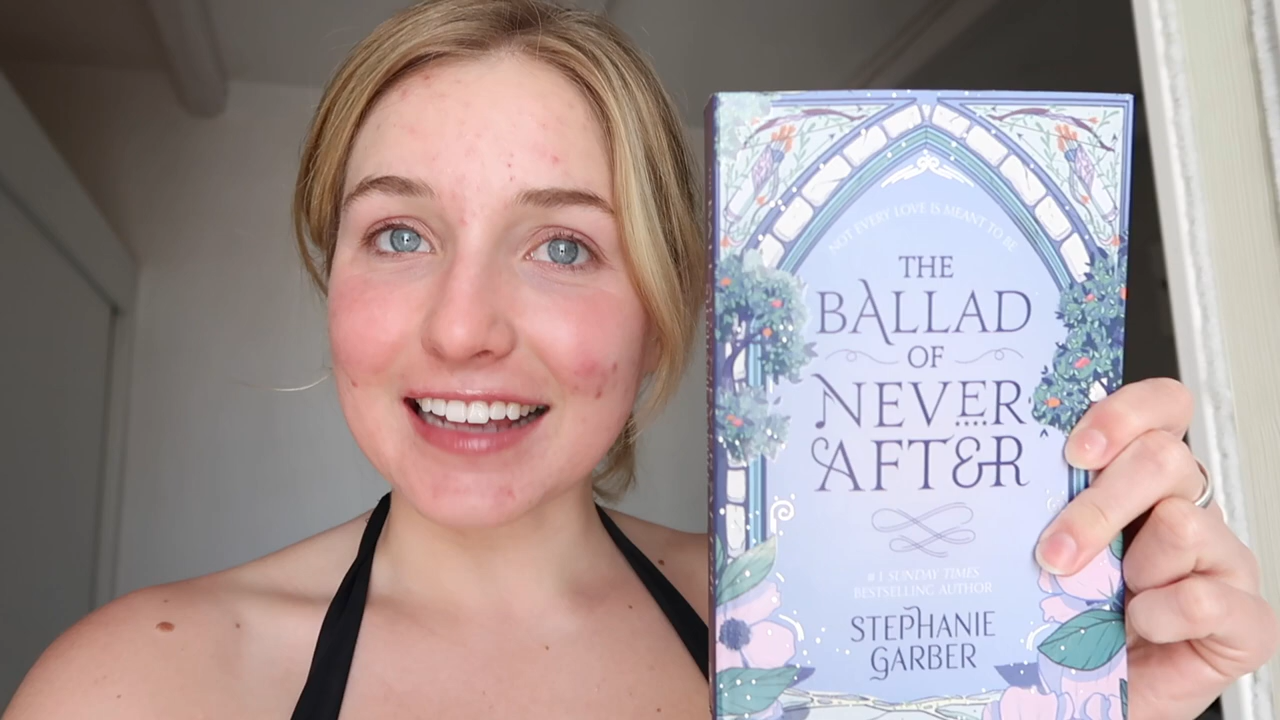 NOT EVERY LOVE IS MEANT TO BE
THE
BALLAD
OF
NEVER
AFTER
#1 SUNDAY TIMES
BESTSELLING AUTHOR
STEPHANIE
GARBER